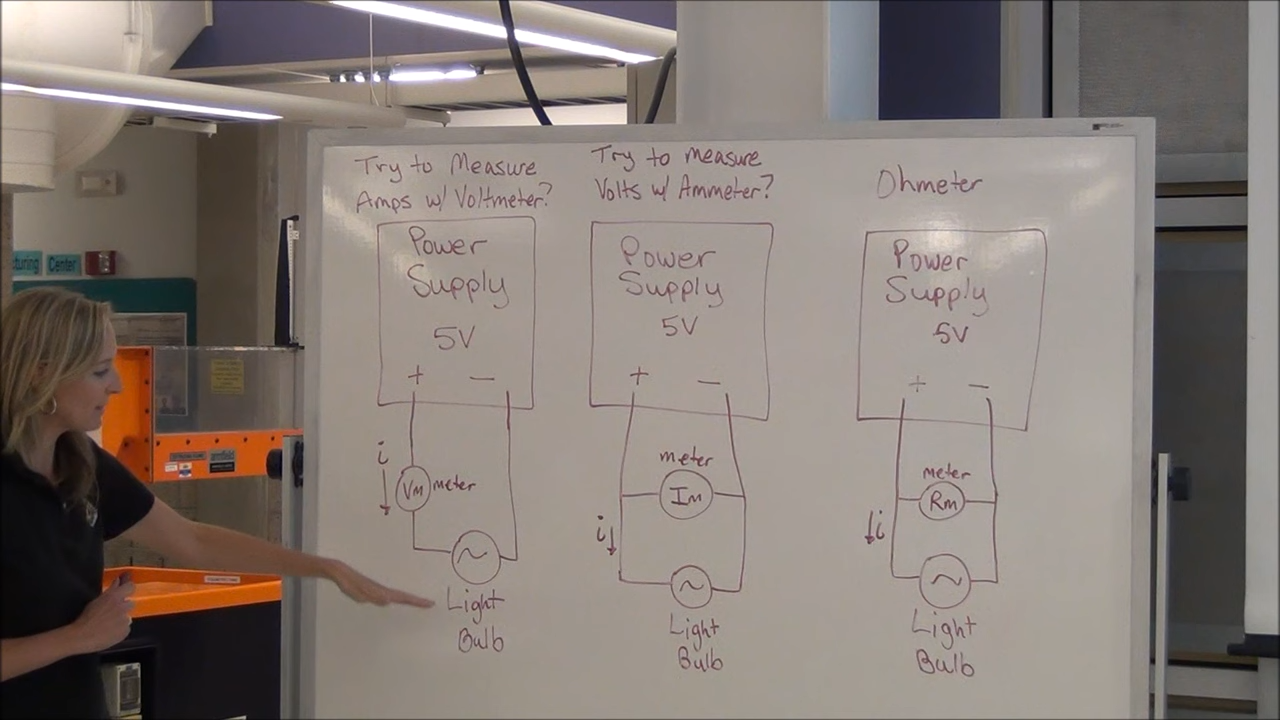 Try to Measure
Amps w/ Voltmeter?
Power
Supply
5V
+ −
i
Vm meter
Light
Bulb
Try to measure
Volts w/ Ammeter?
Power
Supply
5V
+ −
meter
Im
i
Light
Bulb
Ohmeter
Power
Supply
5V
+ −
meter
Rm
i
Light
Bulb
Center